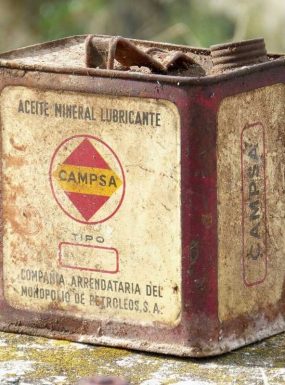 ACEITE MINERAL LUBRICANTE
CAMPSA
TIPO
COMPAÑIA ARRENDATARIA DEL
MONOPOLIO DE PETROLEOS, S.A.
CAMPSA